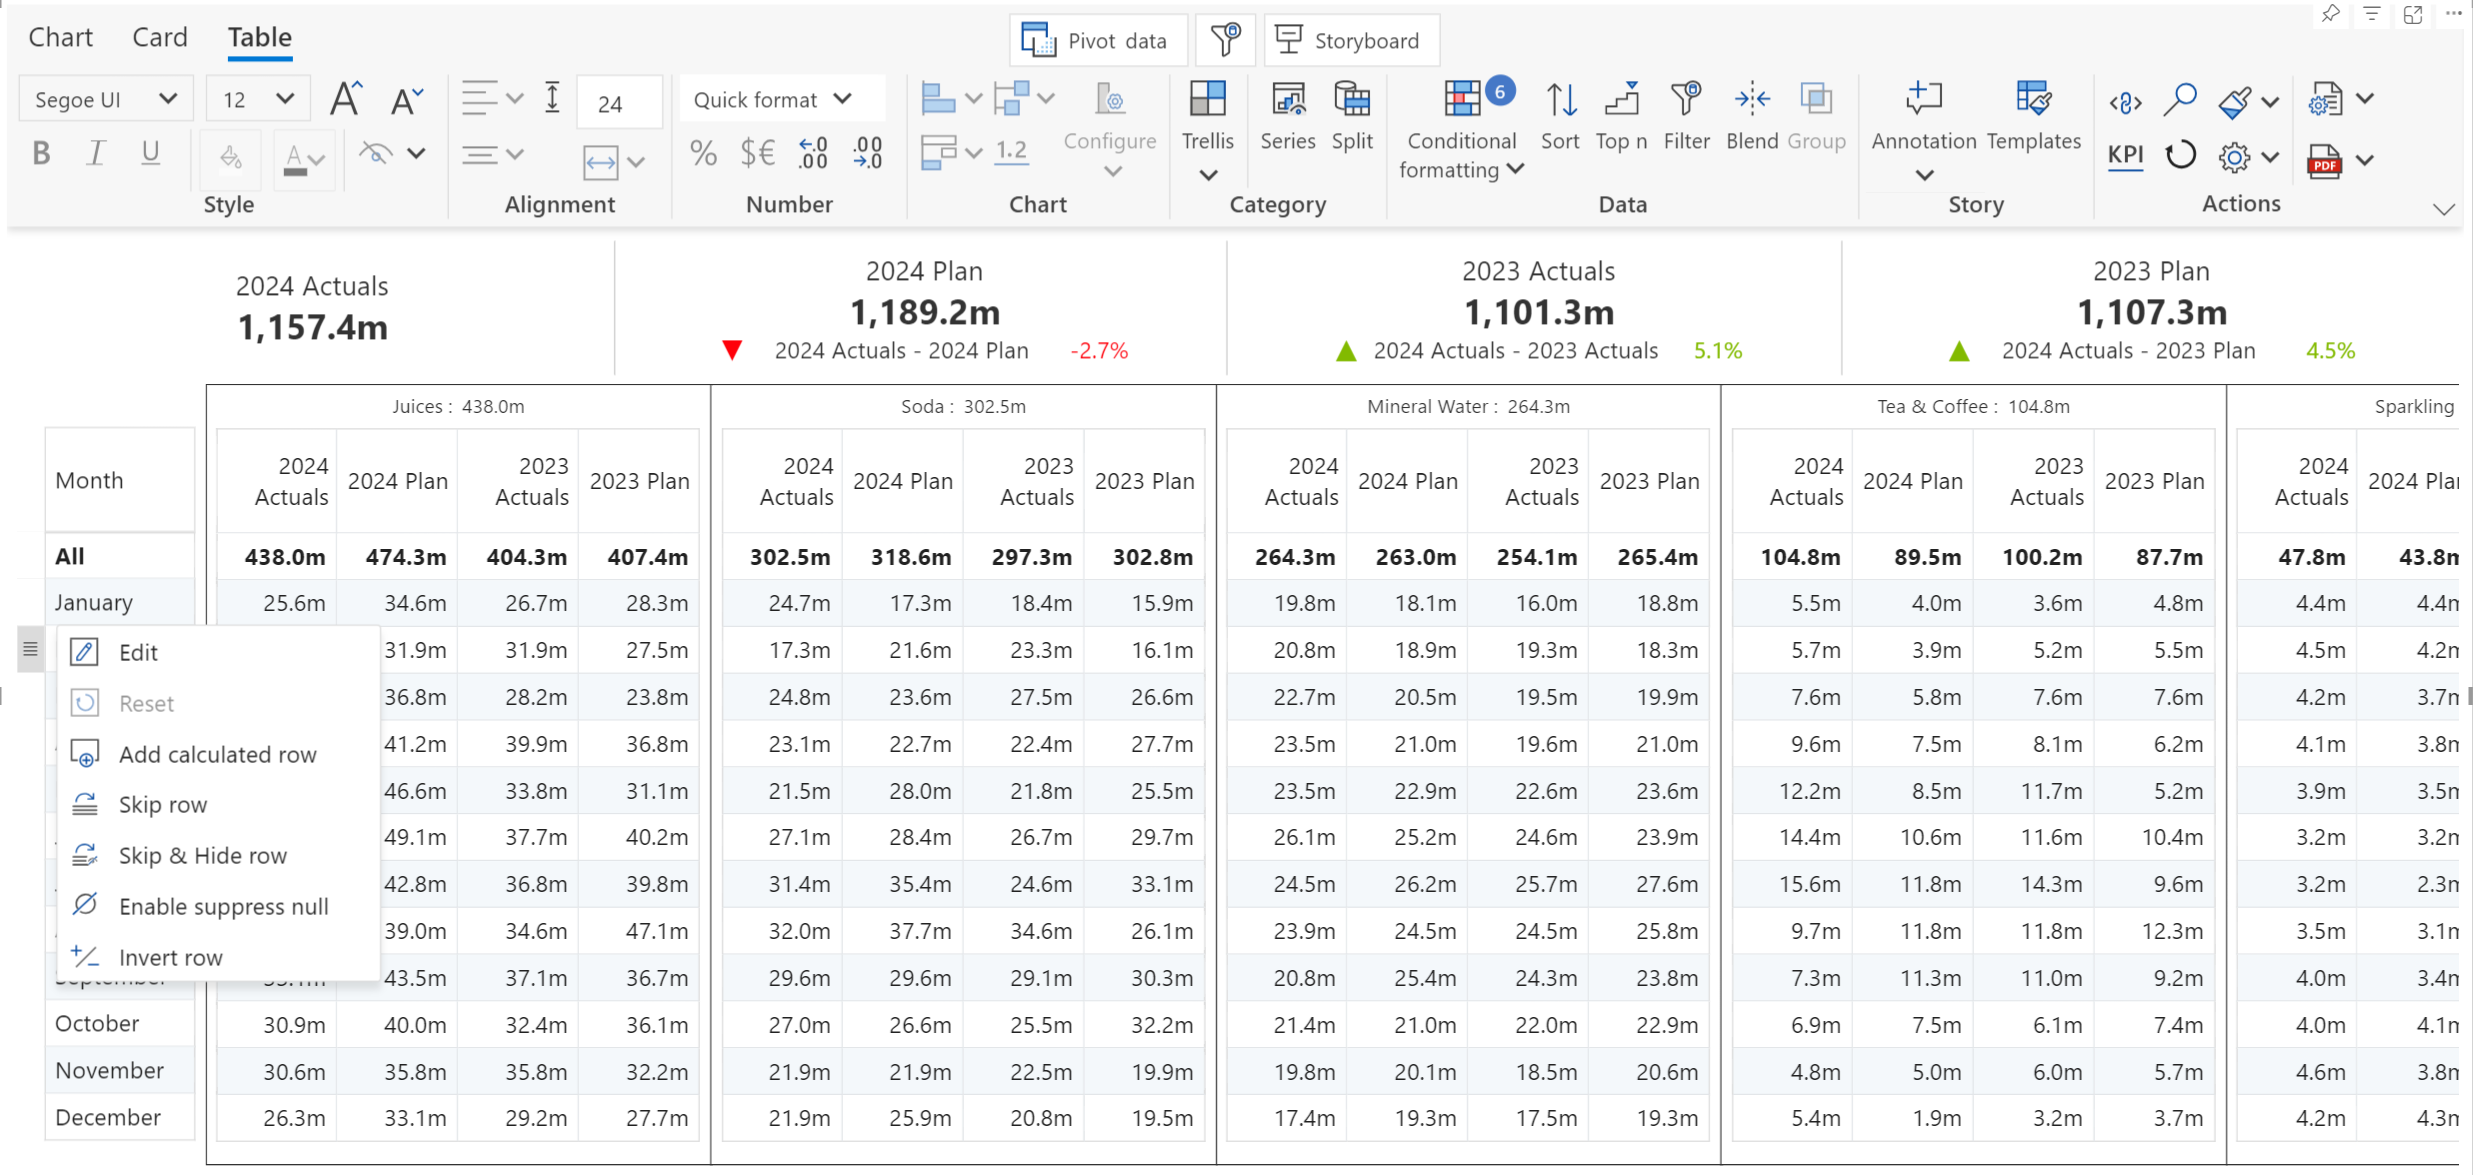 Chart Card Table
Pivot data Storyboard
Segoe UI 12 24 Quick format
B I U A % $€ 1.2
Configure Trellis Series Split Conditional formatting 6 Sort Top n Filter Blend Group Annotation Templates KPI PDF
Style Alignment Number Chart Category Data Story Actions
2024 Actuals
1,157.4m
2024 Plan
1,189.2m
2024 Actuals - 2024 Plan -2.7%
2023 Actuals
1,101.3m
2024 Actuals - 2023 Actuals 5.1%
2023 Plan
1,107.3m
2024 Actuals - 2023 Plan 4.5%
Juices : 438.0m Soda : 302.5m Mineral Water : 264.3m Tea & Coffee : 104.8m Sparkling
Month 2024 Actuals 2024 Plan 2023 Actuals 2023 Plan 2024 Actuals 2024 Plan 2023 Actuals 2023 Plan 2024 Actuals 2024 Plan 2023 Actuals 2023 Plan 2024 Actuals 2024 Plan 2023 Actuals 2023 Plan 2024 Actuals 2024
All 438.0m 474.3m 404.3m 407.4m 302.5m 318.6m 297.3m 302.8m 264.3m 263.0m 254.1m 265.4m 104.8m 89.5m 100.2m 87.7m 47.8m 43.8
January 25.6m 34.6m 26.7m 28.3m 24.7m 17.3m 18.4m 15.9m 19.8m 18.1m 16.0m 18.8m 5.5m 4.0m 3.6m 4.8m 4.4m 4.4
31.9m 31.9m 27.5m 17.3m 21.6m 23.3m 16.1m 20.8m 18.9m 19.3m 18.3m 5.7m 3.9m 5.2m 5.5m 4.5m 4.2
36.8m 28.2m 23.8m 24.8m 23.6m 27.5m 26.6m 22.7m 20.5m 19.5m 19.9m 7.6m 5.8m 7.6m 7.6m 4.2m 3.7
41.2m 39.9m 36.8m 23.1m 22.7m 22.4m 27.7m 23.5m 21.0m 19.6m 21.0m 9.6m 7.5m 8.1m 6.2m 4.1m 3.8
46.6m 33.8m 31.1m 21.5m 28.0m 21.8m 25.5m 23.5m 22.9m 22.6m 23.6m 12.2m 8.5m 11.7m 5.2m 3.9m 3.5
49.1m 37.7m 40.2m 27.1m 28.4m 26.7m 29.7m 26.1m 25.2m 24.6m 23.9m 14.4m 10.6m 11.6m 10.4m 3.2m 3.2
42.8m 36.8m 39.8m 31.4m 35.4m 24.6m 33.1m 24.5m 26.2m 25.7m 27.6m 15.6m 11.8m 14.3m 9.6m 3.2m 2.3
39.0m 34.6m 47.1m 32.0m 37.7m 34.6m 26.1m 23.9m 24.5m 24.5m 25.8m 9.7m 11.8m 11.8m 12.3m 3.5m 3.1
43.5m 37.1m 36.7m 29.6m 29.6m 29.1m 30.3m 20.8m 25.4m 24.3m 23.8m 7.3m 11.3m 11.0m 9.2m 4.0m 3.4
October 30.9m 40.0m 32.4m 36.1m 27.0m 26.6m 25.5m 32.2m 21.4m 21.0m 22.0m 22.9m 6.9m 7.5m 6.1m 7.4m 4.0m 4.1
November 30.6m 35.8m 35.8m 32.2m 21.9m 21.9m 22.5m 19.9m 19.8m 20.1m 18.5m 20.6m 4.8m 5.0m 6.0m 5.7m 4.6m 3.8
December 26.3m 33.1m 29.2m 27.7m 21.9m 25.9m 20.8m 19.5m 17.4m 19.3m 17.5m 19.3m 5.4m 1.9m 3.2m 3.7m 4.2m 4.3
Edit
Reset
Add calculated row
Skip row
Skip & Hide row
Enable suppress null
Invert row